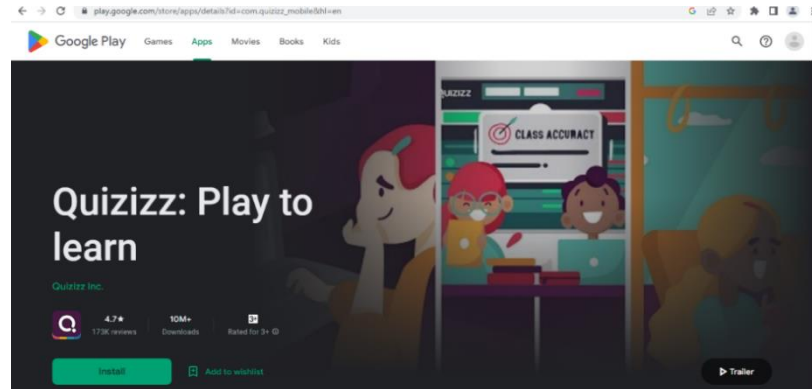 play.google.com/store/apps/details?id=com.quizizz_mobile&hl=en
Google Play Games Apps Movies Books Kids
QUIZIZZ
CLASS ACCURACY
Quizizz: Play to
learn
Quizizz Inc.
4.7★ 10M+ 3+
173K reviews Downloads Rated for 3+
Install Add to wishlist Trailer